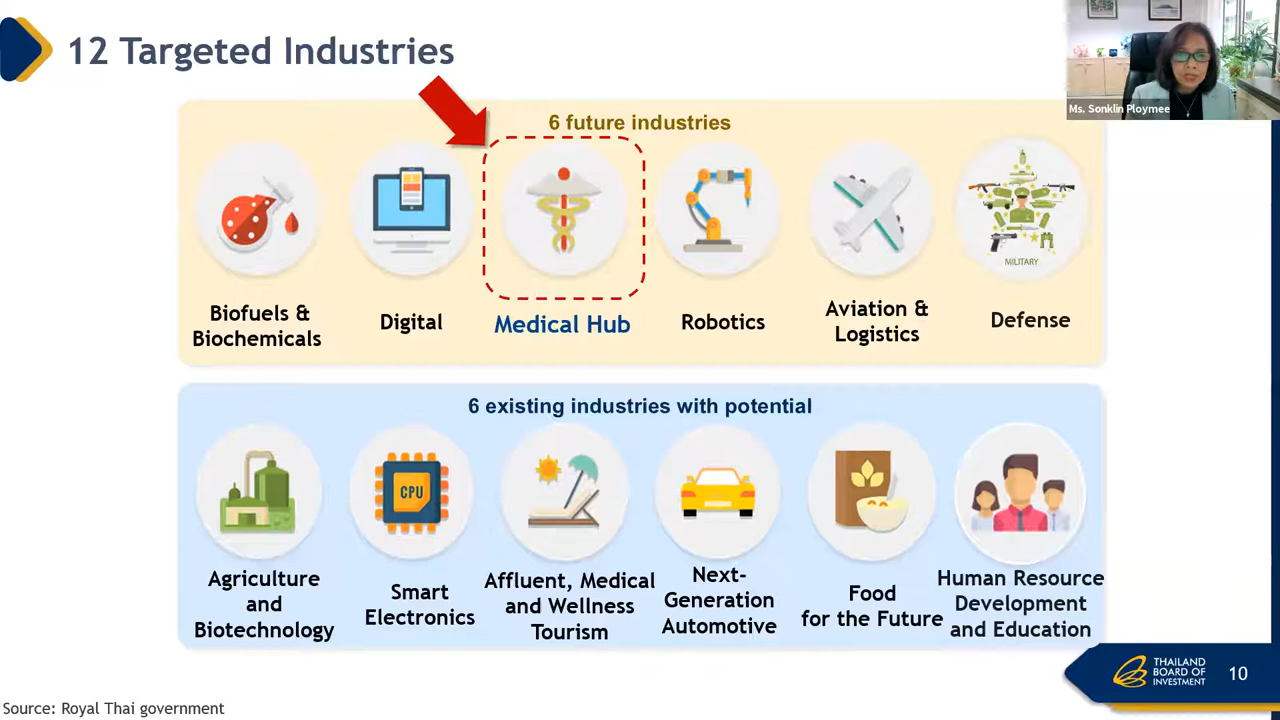 12 Targeted Industries
Ms. Sonklin Ploymee
6 future industries
MILITARY
Biofuels &
Biochemicals
Digital
Medical Hub
Robotics
Aviation &
Logistics
Defense
6 existing industries with potential
CPU
Agriculture
and
Biotechnology
Smart
Electronics
Affluent, Medical
and Wellness
Tourism
Next-
Generation
Automotive
Food
for the Future
Human Resource
Development
and Education
THAILAND
BOARD OF
INVESTMENT
10
Source: Royal Thai government